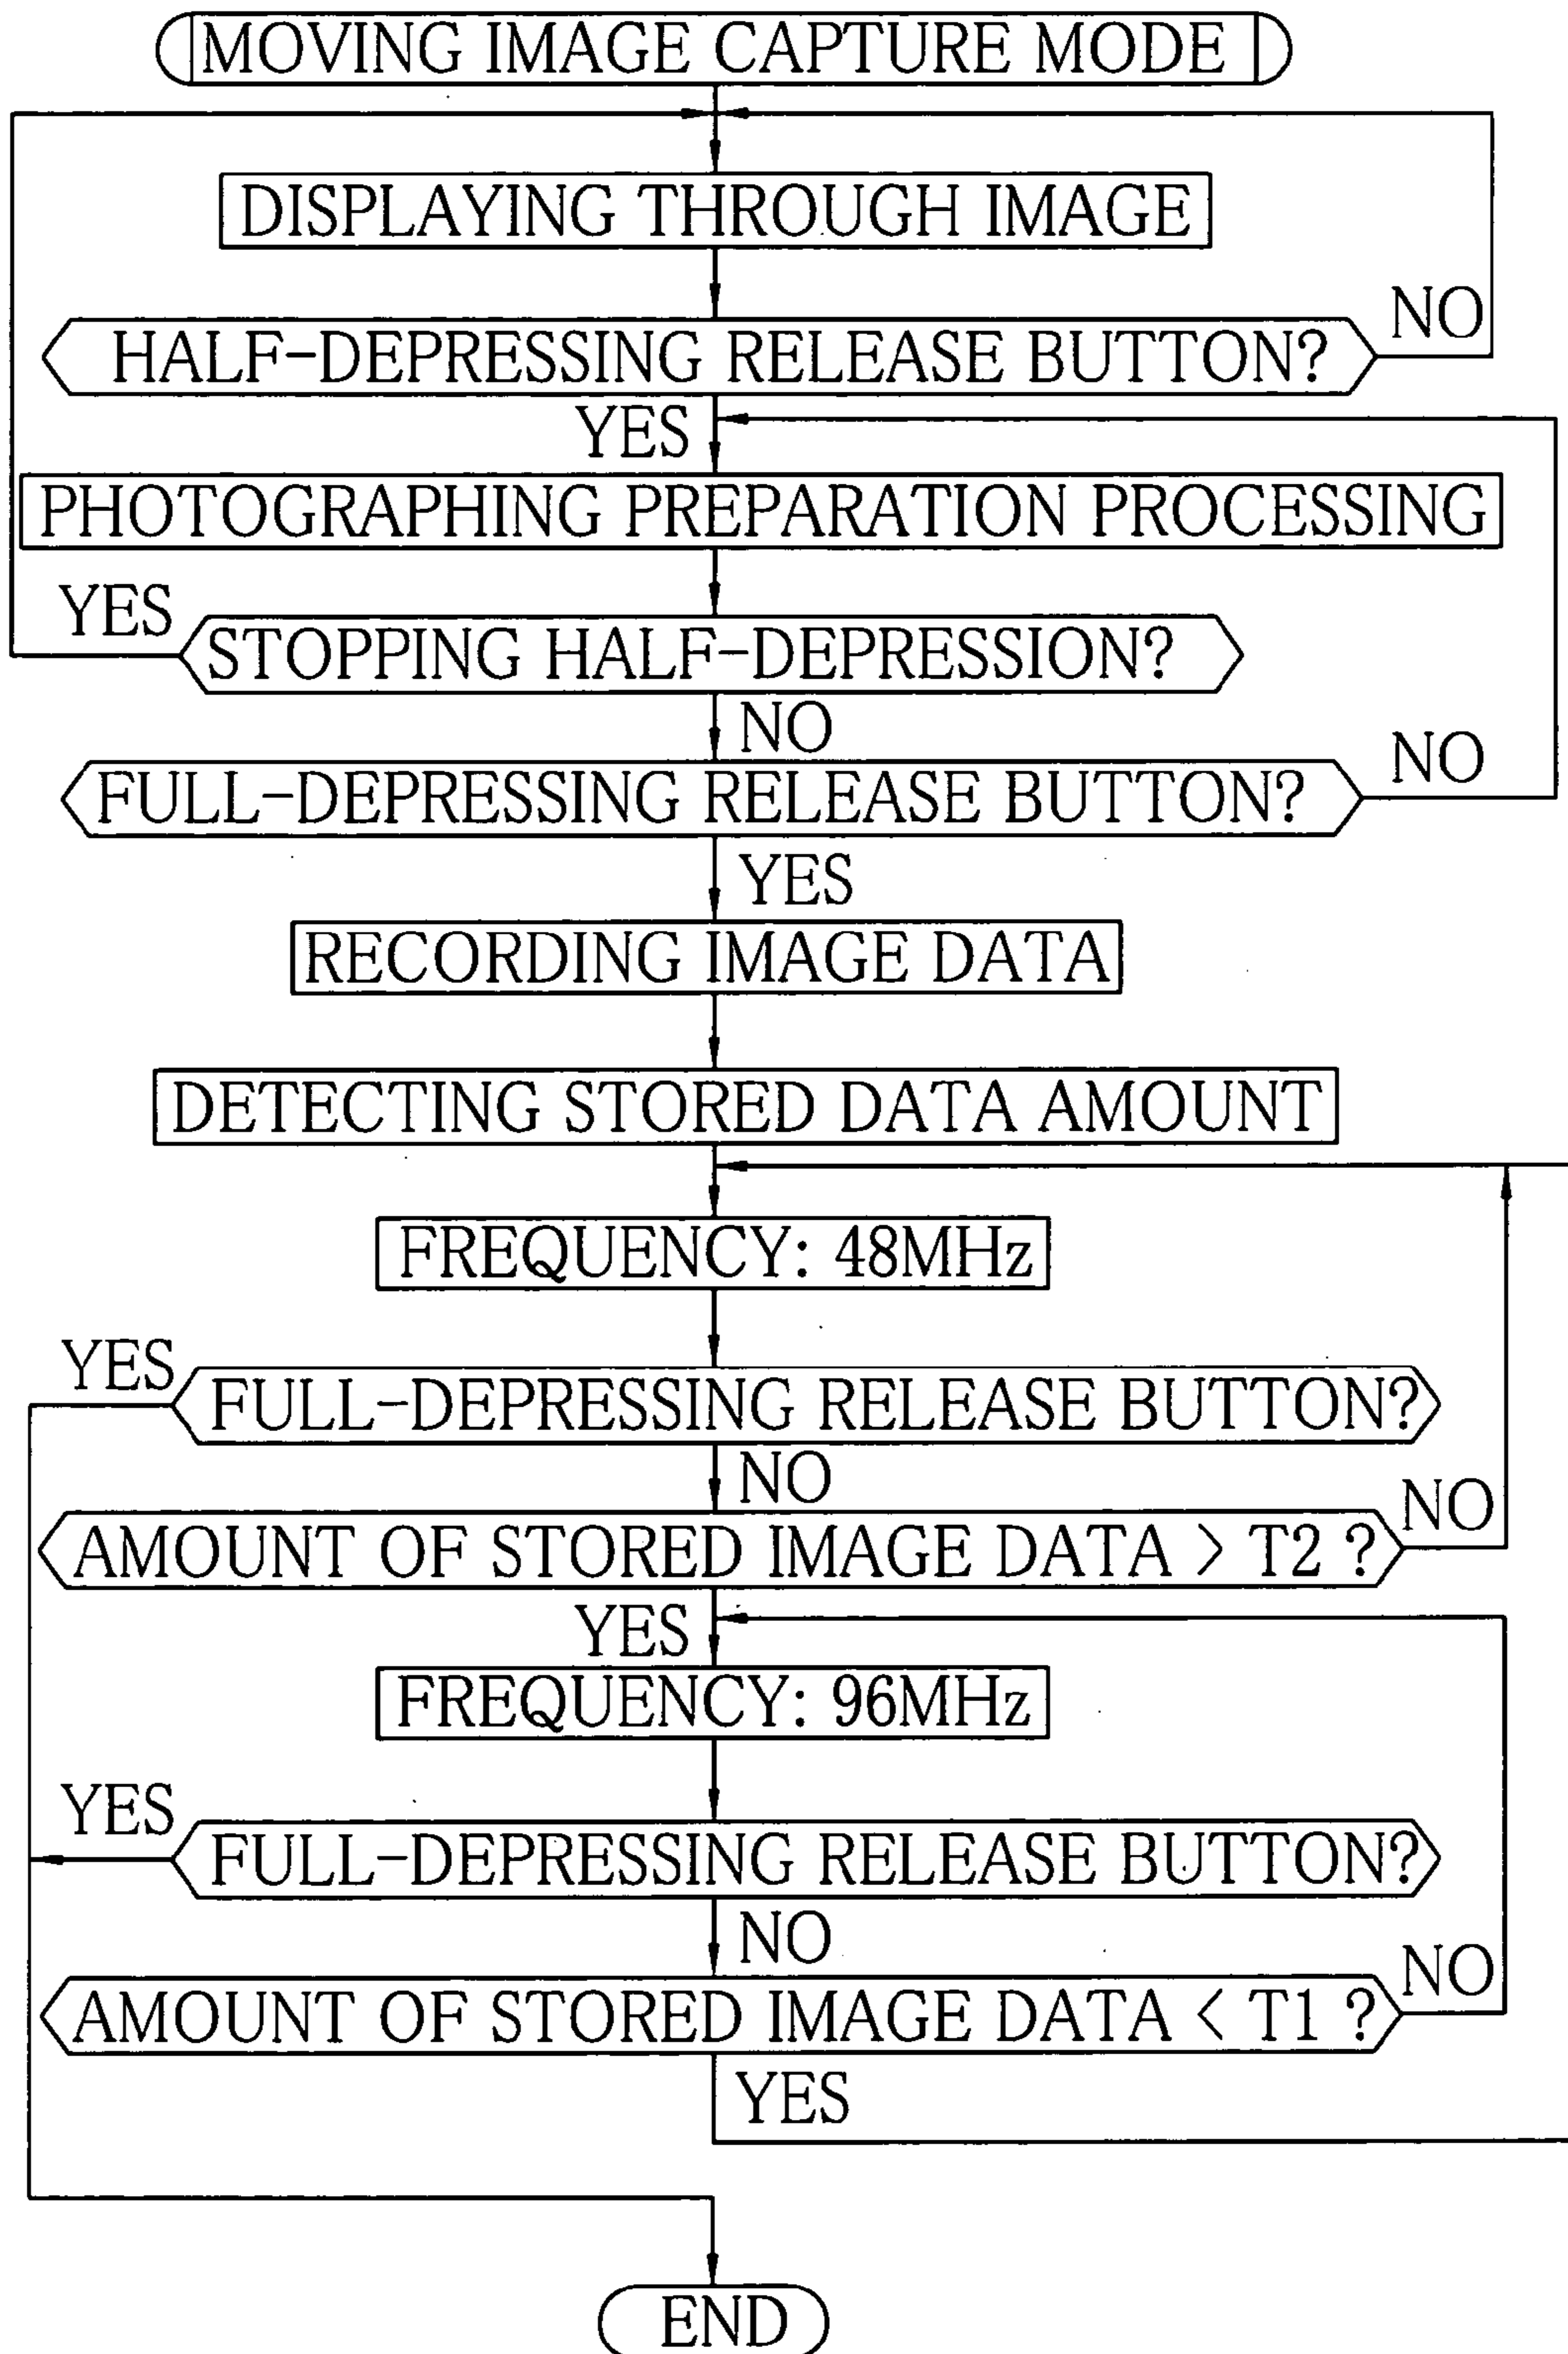 MOVING IMAGE CAPTURE MODE
DISPLAYING THROUGH IMAGE
NO
HALF-DEPRESSING RELEASE BUTTON?
YES
PHOTOGRAPHING PREPARATION PROCESSING
YES
STOPPING HALF-DEPRESSION?
NO
NO
FULL-DEPRESSING RELEASE BUTTON?
YES
RECORDING IMAGE DATA
DETECTING STORED DATA AMOUNT
FREQUENCY: 48MHz
YES
FULL-DEPRESSING RELEASE BUTTON?
NO
NO
AMOUNT OF STORED IMAGE DATA > T2 ?
YES
FREQUENCY: 96MHz
YES
FULL-DEPRESSING RELEASE BUTTON?
NO
NO
AMOUNT OF STORED IMAGE DATA < T1 ?
YES
END